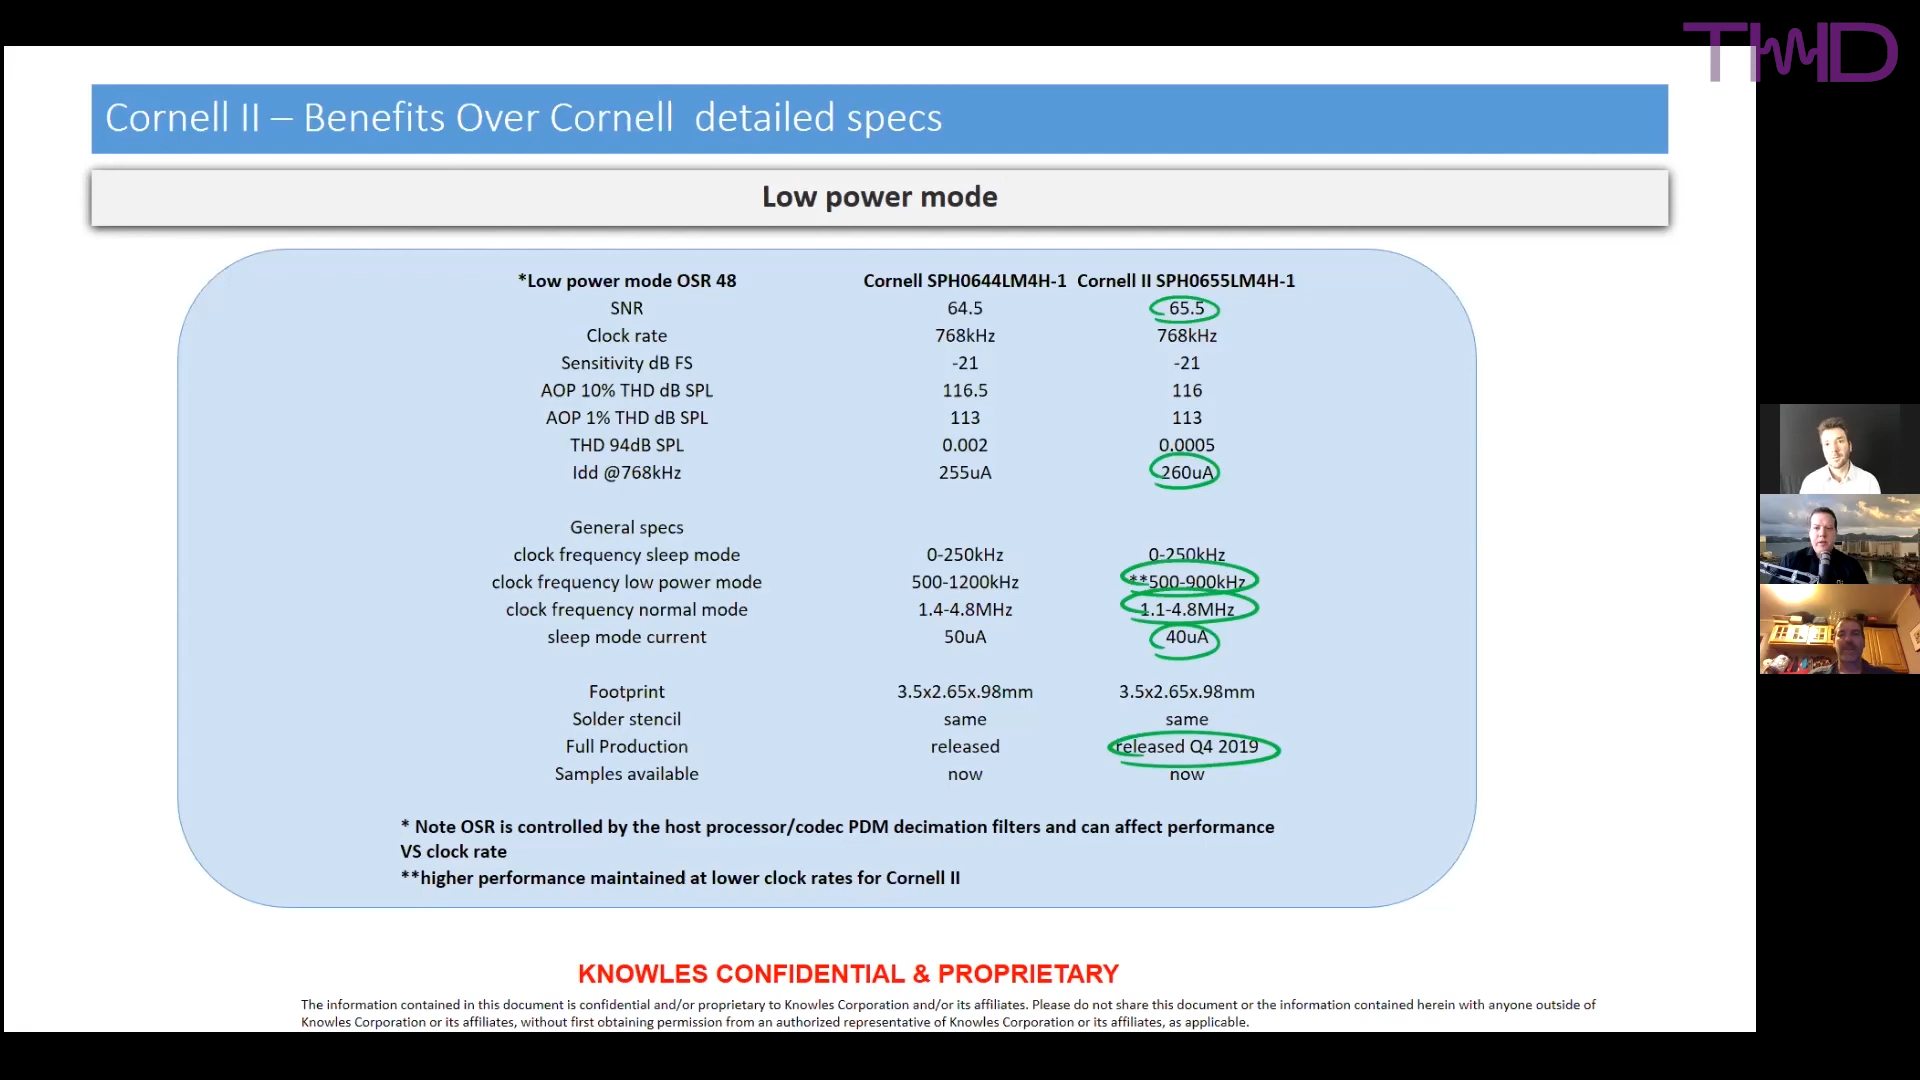 TWD
Cornell II – Benefits Over Cornell detailed specs
Low power mode
*Low power mode OSR 48 Cornell SPH0644LM4H-1 Cornell II SPH0655LM4H-1
SNR 64.5 65.5
Clock rate 768kHz 768kHz
Sensitivity dB FS -21 -21
AOP 10% THD dB SPL 116.5 116
AOP 1% THD dB SPL 113 113
THD 94dB SPL 0.002 0.0005
Idd @768kHz 255uA 260uA
General specs
clock frequency sleep mode 0-250kHz 0-250kHz
clock frequency low power mode 500-1200kHz **500-900kHz
clock frequency normal mode 1.4-4.8MHz 1.1-4.8MHz
sleep mode current 50uA 40uA
Footprint 3.5x2.65x.98mm 3.5x2.65x.98mm
Solder stencil same same
Full Production released released Q4 2019
Samples available now now
* Note OSR is controlled by the host processor/codec PDM decimation filters and can affect performance
VS clock rate
**higher performance maintained at lower clock rates for Cornell II
KNOWLES CONFIDENTIAL & PROPRIETARY
The information contained in this document is confidential and/or proprietary to Knowles Corporation and/or its affiliates. Please do not share this document or the information contained herein with anyone outside of
Knowles Corporation or its affiliates, without first obtaining permission from an authorized representative of Knowles Corporation or its affiliates, as applicable.